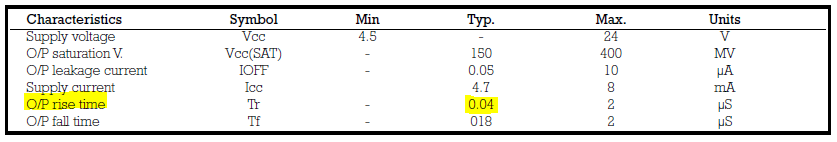 Characteristics Symbol Min Typ. Max. Units
Supply voltage Vcc 4.5 - 24 V
O/P saturation V. Vcc(SAT) - 150 400 MV
O/P leakage current IOFF - 0.05 10 µA
Supply current Icc 4.7 8 mA
O/P rise time Tr - 0.04 2 µS
O/P fall time Tf - 018 2 µS